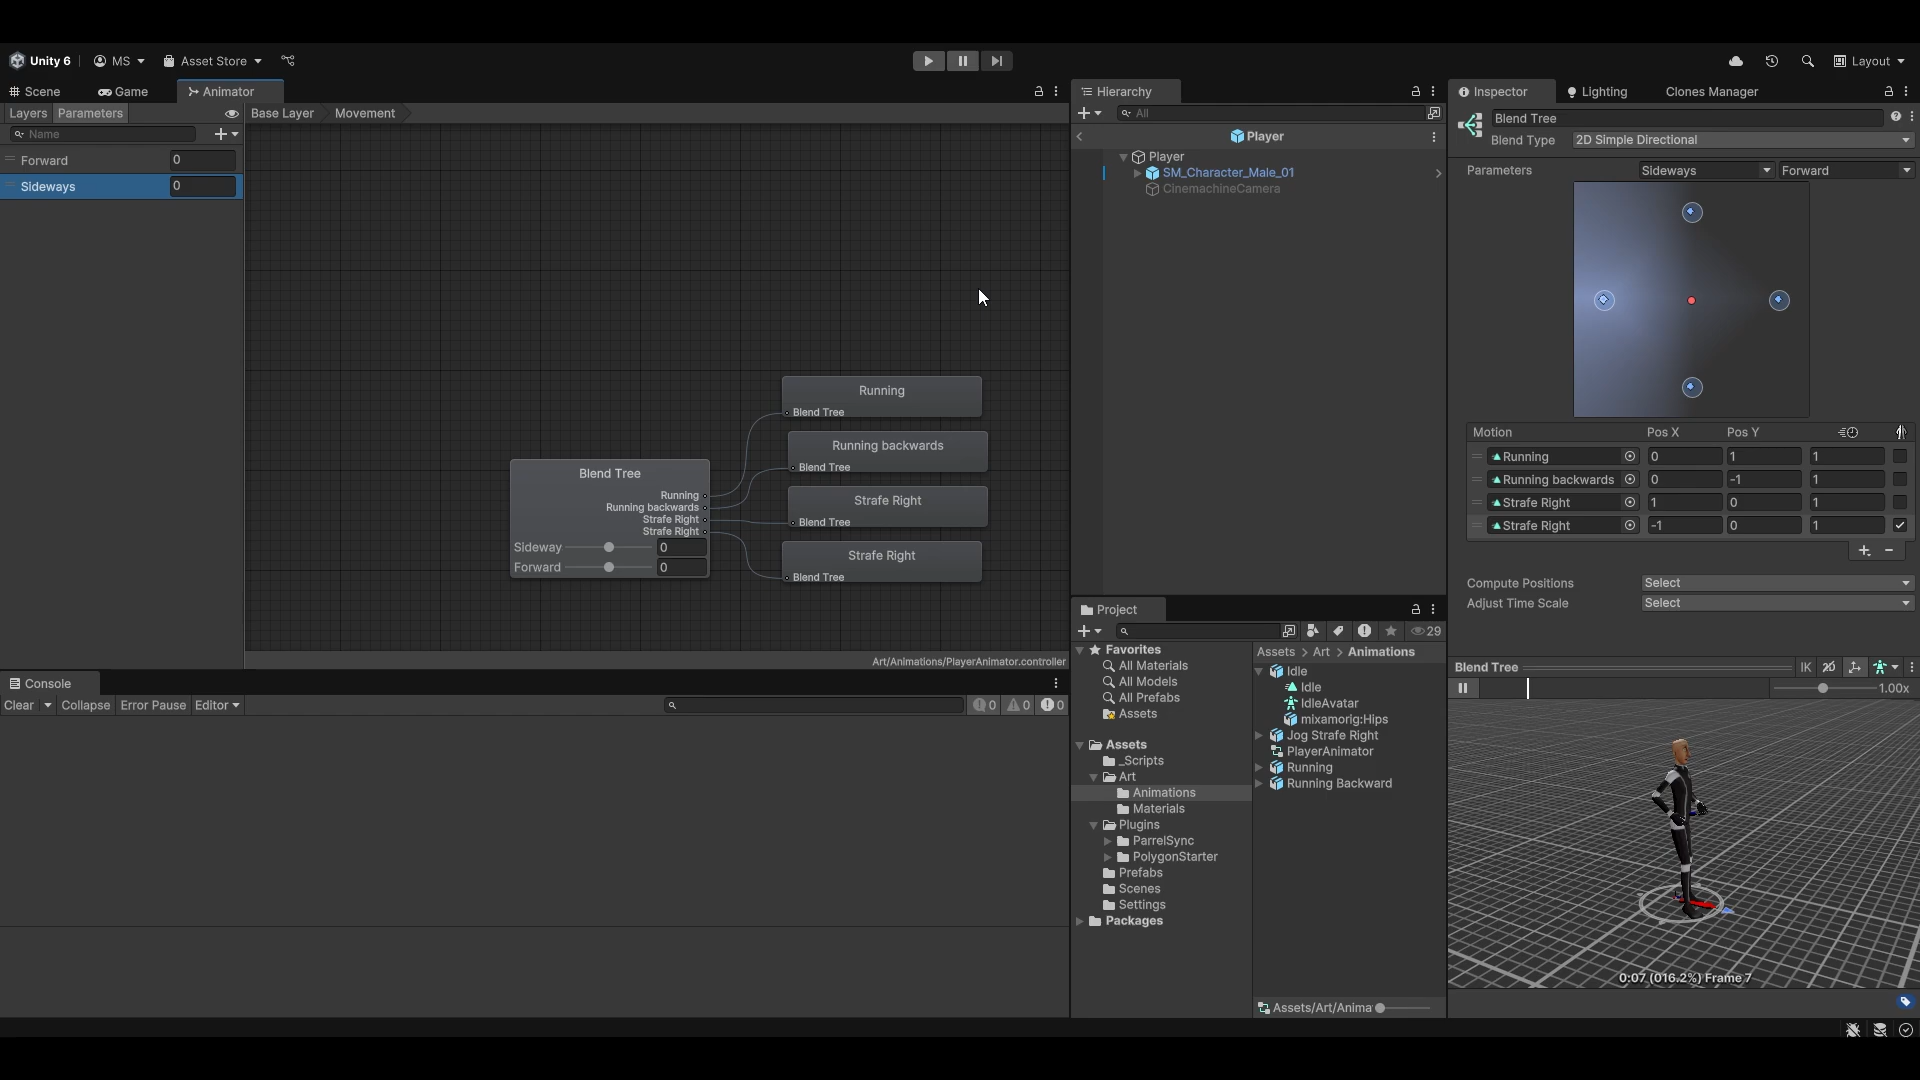 Unity 6 MS Asset Store Layout
Scene Game Animator
Layers Parameters Base Layer Movement
Name
Forward 0
Sideways 0
Running
Blend Tree
Running backwards
Blend Tree
Strafe Right
Blend Tree
Strafe Right
Blend Tree
Blend Tree
Running
Running backwards
Strafe Right
Strafe Right
Sideway 0
Forward 0
Art/Animations/PlayerAnimator.controller
Console
Clear Collapse Error Pause Editor 0 0 0
Hierarchy
All
Player
Player
SM_Character_Male_01
CinemachineCamera
Project
29
Favorites
All Materials
All Models
All Prefabs
Assets
Assets
_Scripts
Art
Animations
Materials
Plugins
ParrelSync
PolygonStarter
Prefabs
Scenes
Settings
Packages
Assets > Art > Animations
Idle
Idle
IdleAvatar
mixamorig:Hips
Jog Strafe Right
PlayerAnimator
Running
Running Backward
Assets/Art/Anima
Inspector Lighting Clones Manager
Blend Tree
Blend Type 2D Simple Directional
Parameters Sideways Forward
Motion Pos X Pos Y
Running 0 1 1
Running backwards 0 -1 1
Strafe Right 1 0 1
Strafe Right -1 0 1
Compute Positions Select
Adjust Time Scale Select
Blend Tree IK
1.00x
0:07 (016.2%) Frame 7